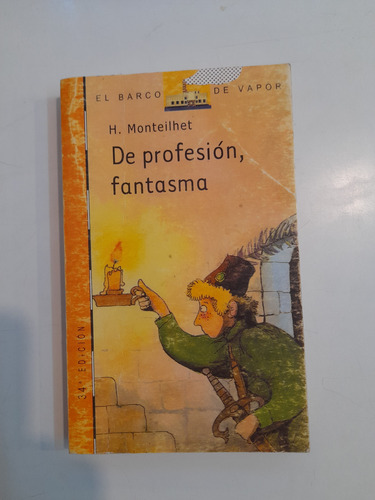 EL BARCO DE VAPOR
H. Monteilhet
De profesión,
fantasma
34ª EDICIÓN